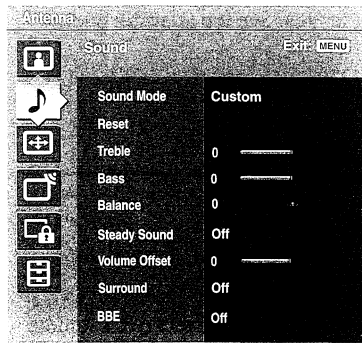 Antenna
Sound Exit: MENU
Sound Mode Custom
Reset
Treble 0
Bass 0
Balance 0
Steady Sound Off
Volume Offset 0
Surround Off
BBE Off